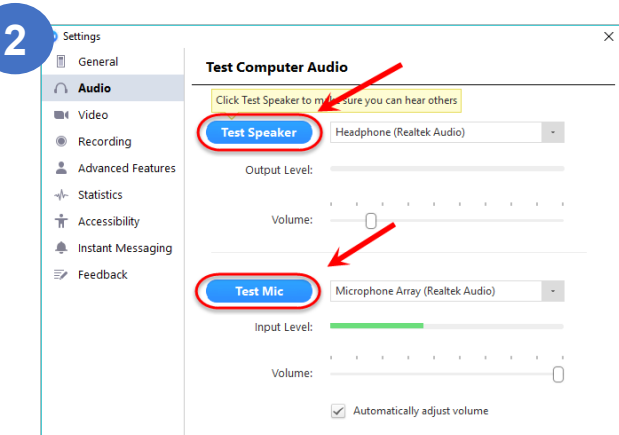 2
Settings
General
Audio
Video
Recording
Advanced Features
Statistics
Accessibility
Instant Messaging
Feedback
Test Computer Audio
Click Test Speaker to make sure you can hear others
Test Speaker
Headphone (Realtek Audio)
Output Level:
Volume:
Test Mic
Microphone Array (Realtek Audio)
Input Level:
Volume:
Automatically adjust volume